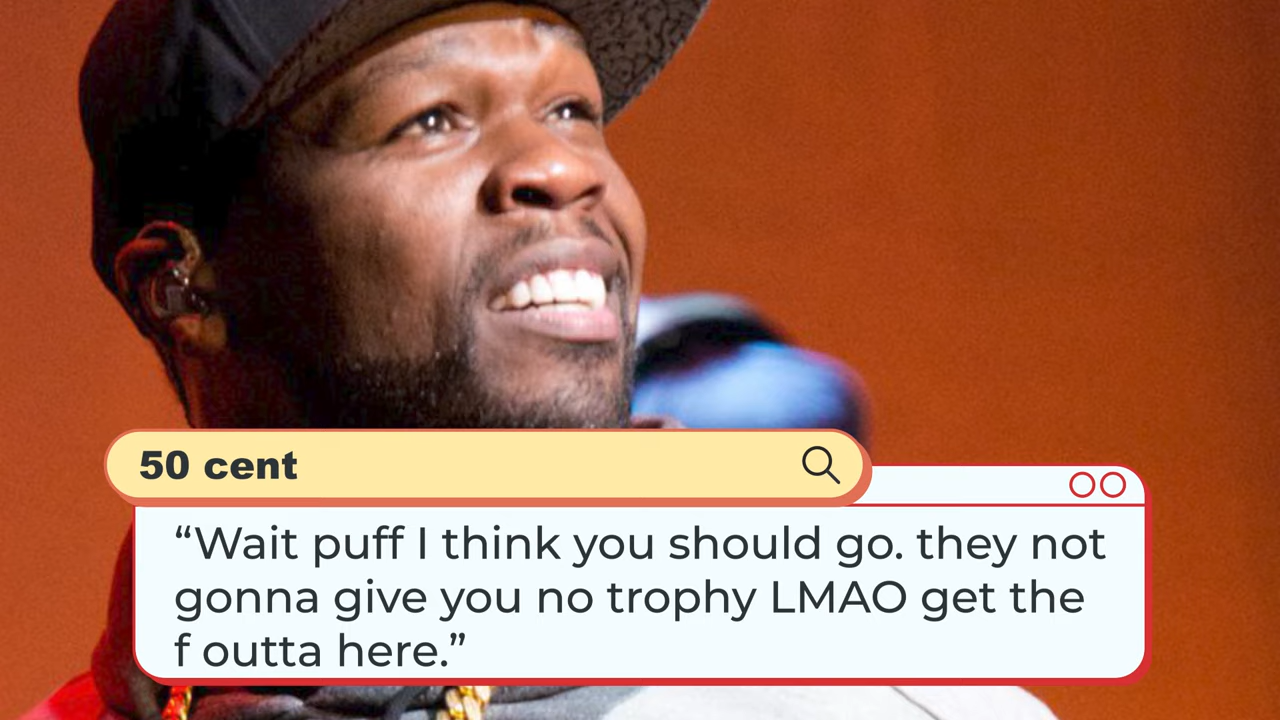 50 cent
“Wait puff I think you should go. they not
gonna give you no trophy LMAO get the
f outta here.”